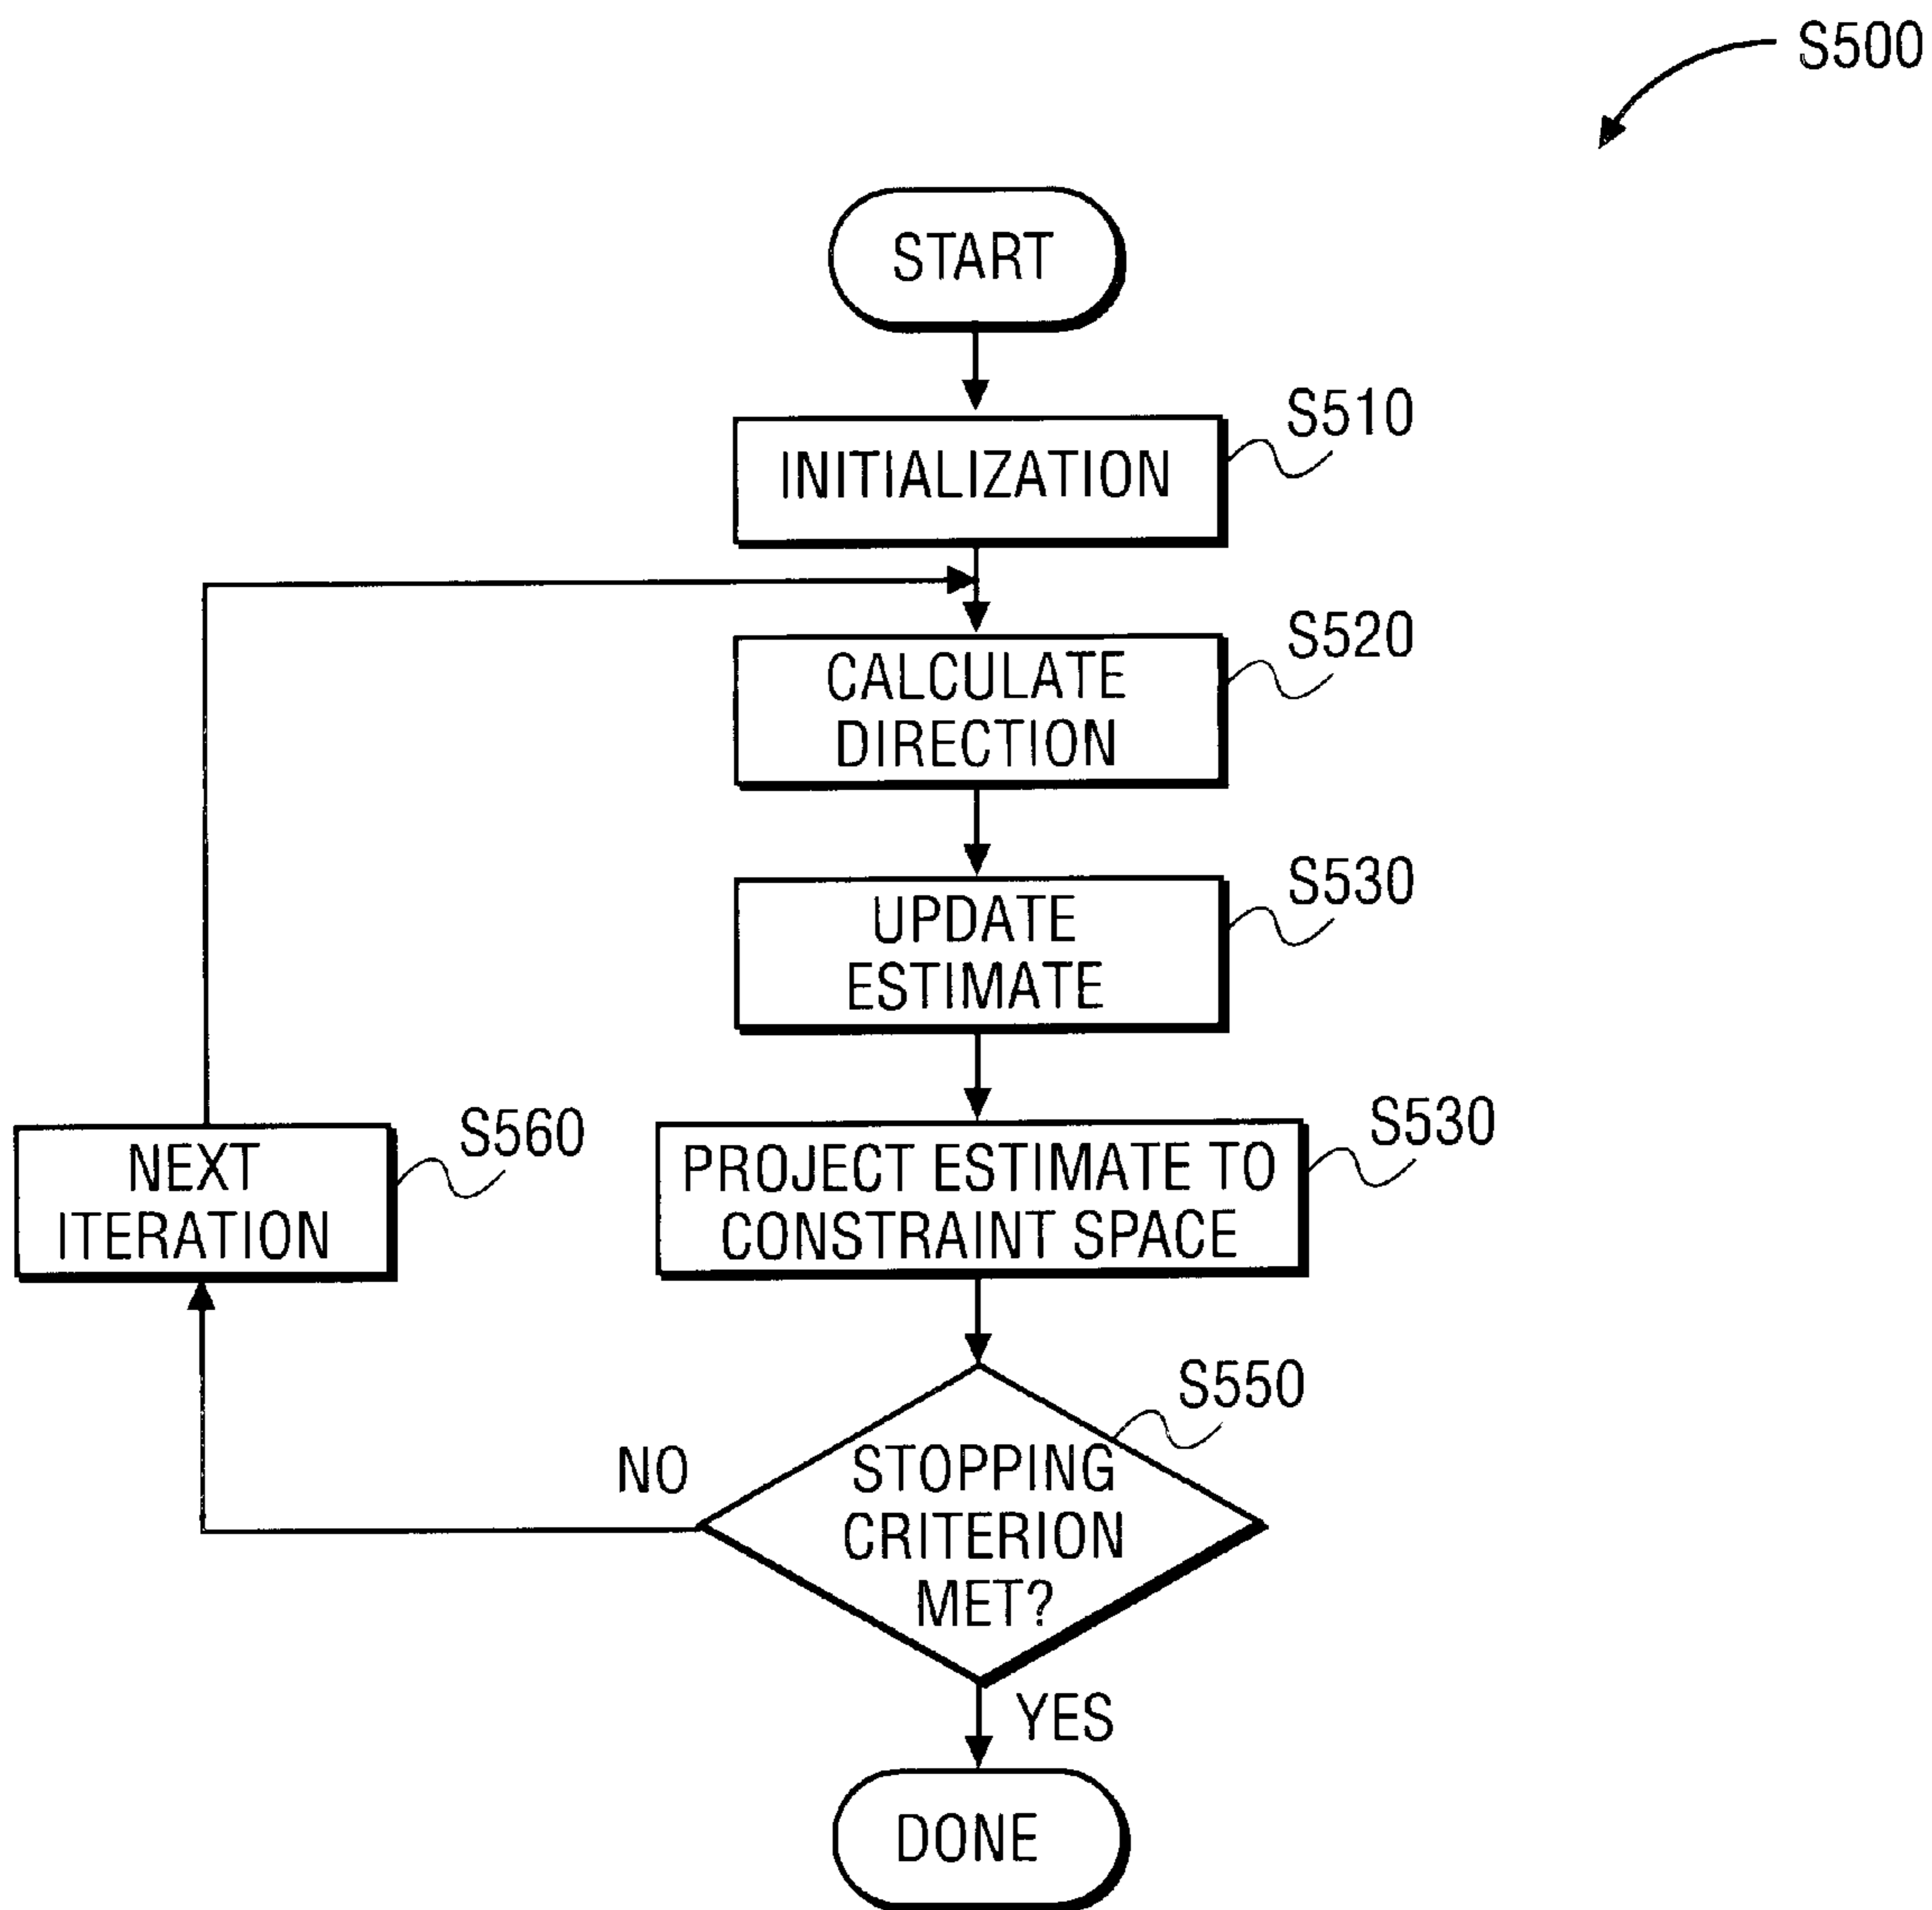 S500
START
S510
INITIALIZATION
S520
CALCULATE
DIRECTION
S530
UPDATE
ESTIMATE
S530
PROJECT ESTIMATE TO
CONSTRAINT SPACE
S560
NEXT
ITERATION
S550
STOPPING
CRITERION
MET?
NO
YES
DONE